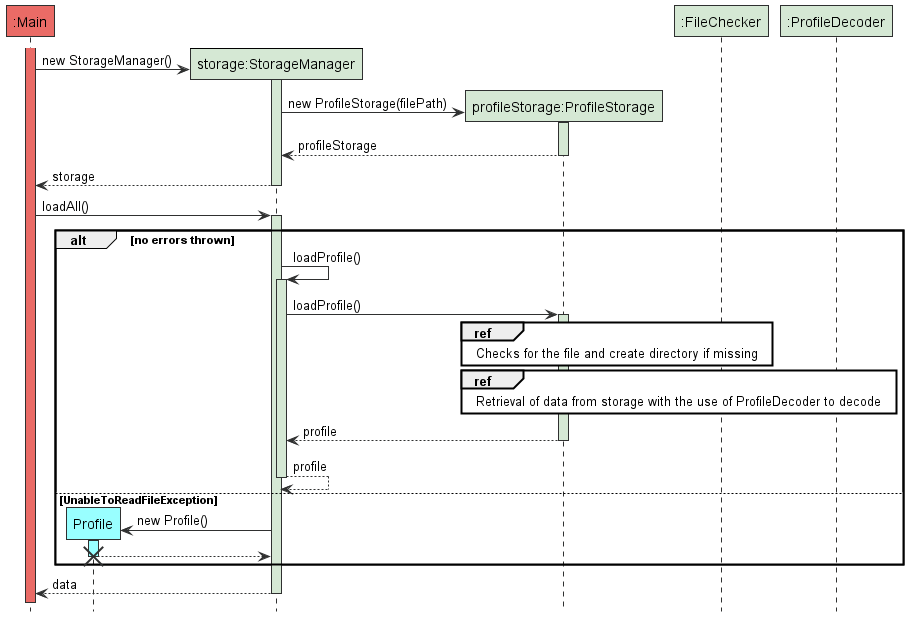 :Main
:FileChecker
:ProfileDecoder
new StorageManager()
storage:StorageManager
new ProfileStorage(filePath)
profileStorage:ProfileStorage
profileStorage
storage
loadAll()
alt
[no errors thrown]
loadProfile()
loadProfile()
ref
Checks for the file and create directory if missing
ref
Retrieval of data from storage with the use of ProfileDecoder to decode
profile
profile
[UnableToReadFileException]
Profile
new Profile()
data